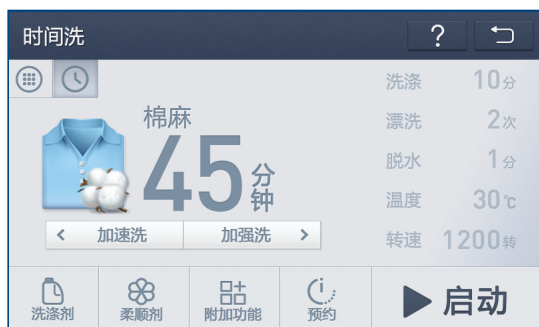 时间洗
?
棉麻
45分钟
< 加速洗 加强洗 >
洗涤 10分
漂洗 2次
脱水 1分
温度 30℃
转速 1200转
洗涤剂 柔顺剂 附加功能 预约 启动